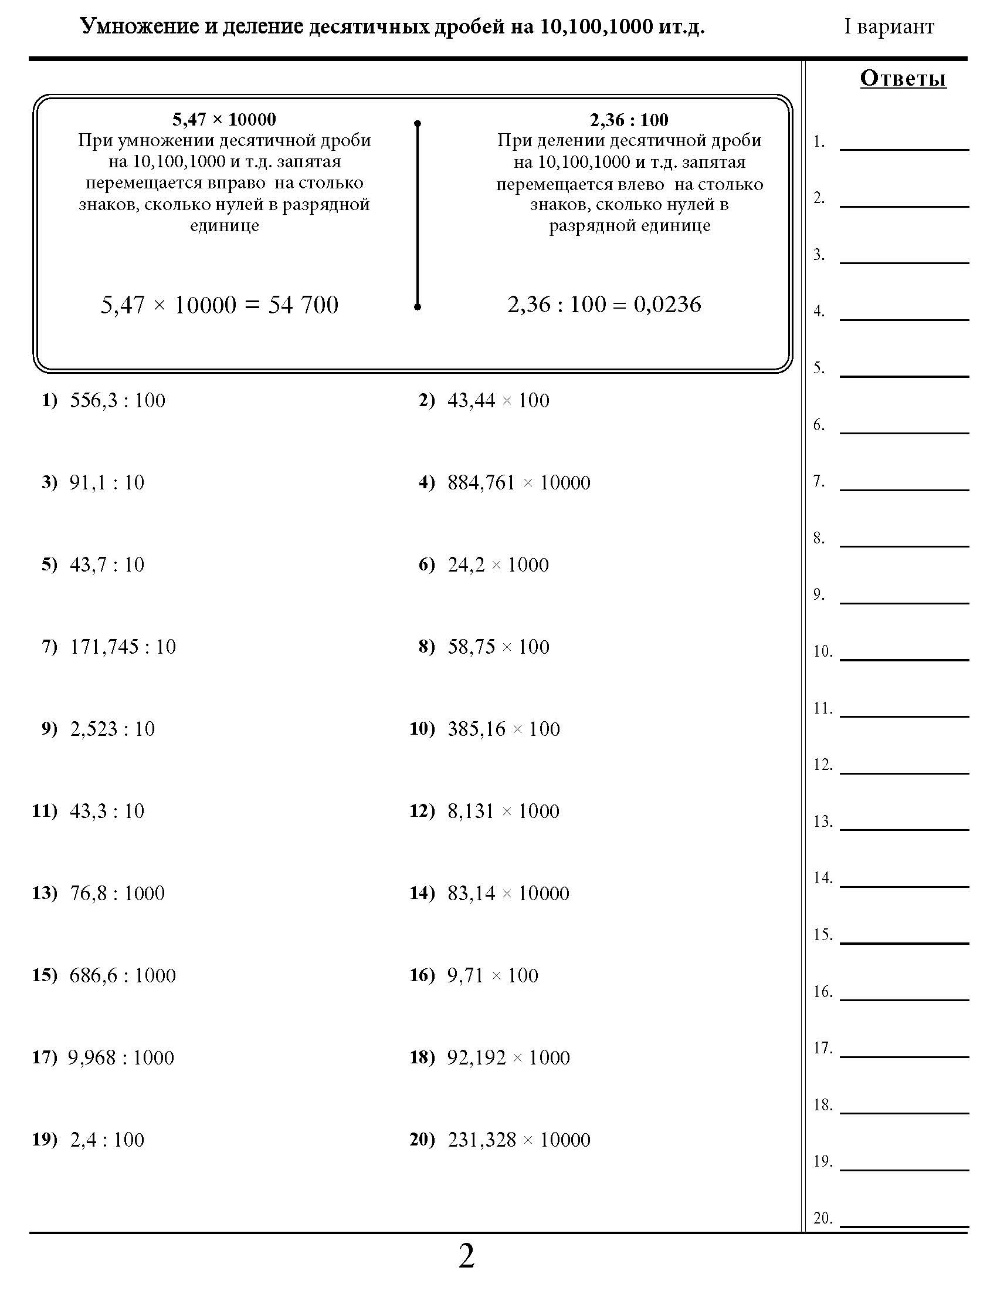 Умножение и деление десятичных дробей на 10,100,1000 ит.д.
I вариант
Ответы
5,47 × 10000
При умножении десятичной дроби
на 10,100,1000 и т.д. запятая
перемещается вправо на столько
знаков, сколько нулей в разрядной
единице
5,47 × 10000 = 54 700
2,36 : 100
При делении десятичной дроби
на 10,100,1000 и т.д. запятая
перемещается влево на столько
знаков, сколько нулей в
разрядной единице
2,36 : 100 = 0,0236
1) 556,3 : 100
2) 43,44 × 100
3) 91,1 : 10
4) 884,761 × 10000
5) 43,7 : 10
6) 24,2 × 1000
7) 171,745 : 10
8) 58,75 × 100
9) 2,523 : 10
10) 385,16 × 100
11) 43,3 : 10
12) 8,131 × 1000
13) 76,8 : 1000
14) 83,14 × 10000
15) 686,6 : 1000
16) 9,71 × 100
17) 9,968 : 1000
18) 92,192 × 1000
19) 2,4 : 100
20) 231,328 × 10000
1.
2.
3.
4.
5.
6.
7.
8.
9.
10.
11.
12.
13.
14.
15.
16.
17.
18.
19.
20.
2